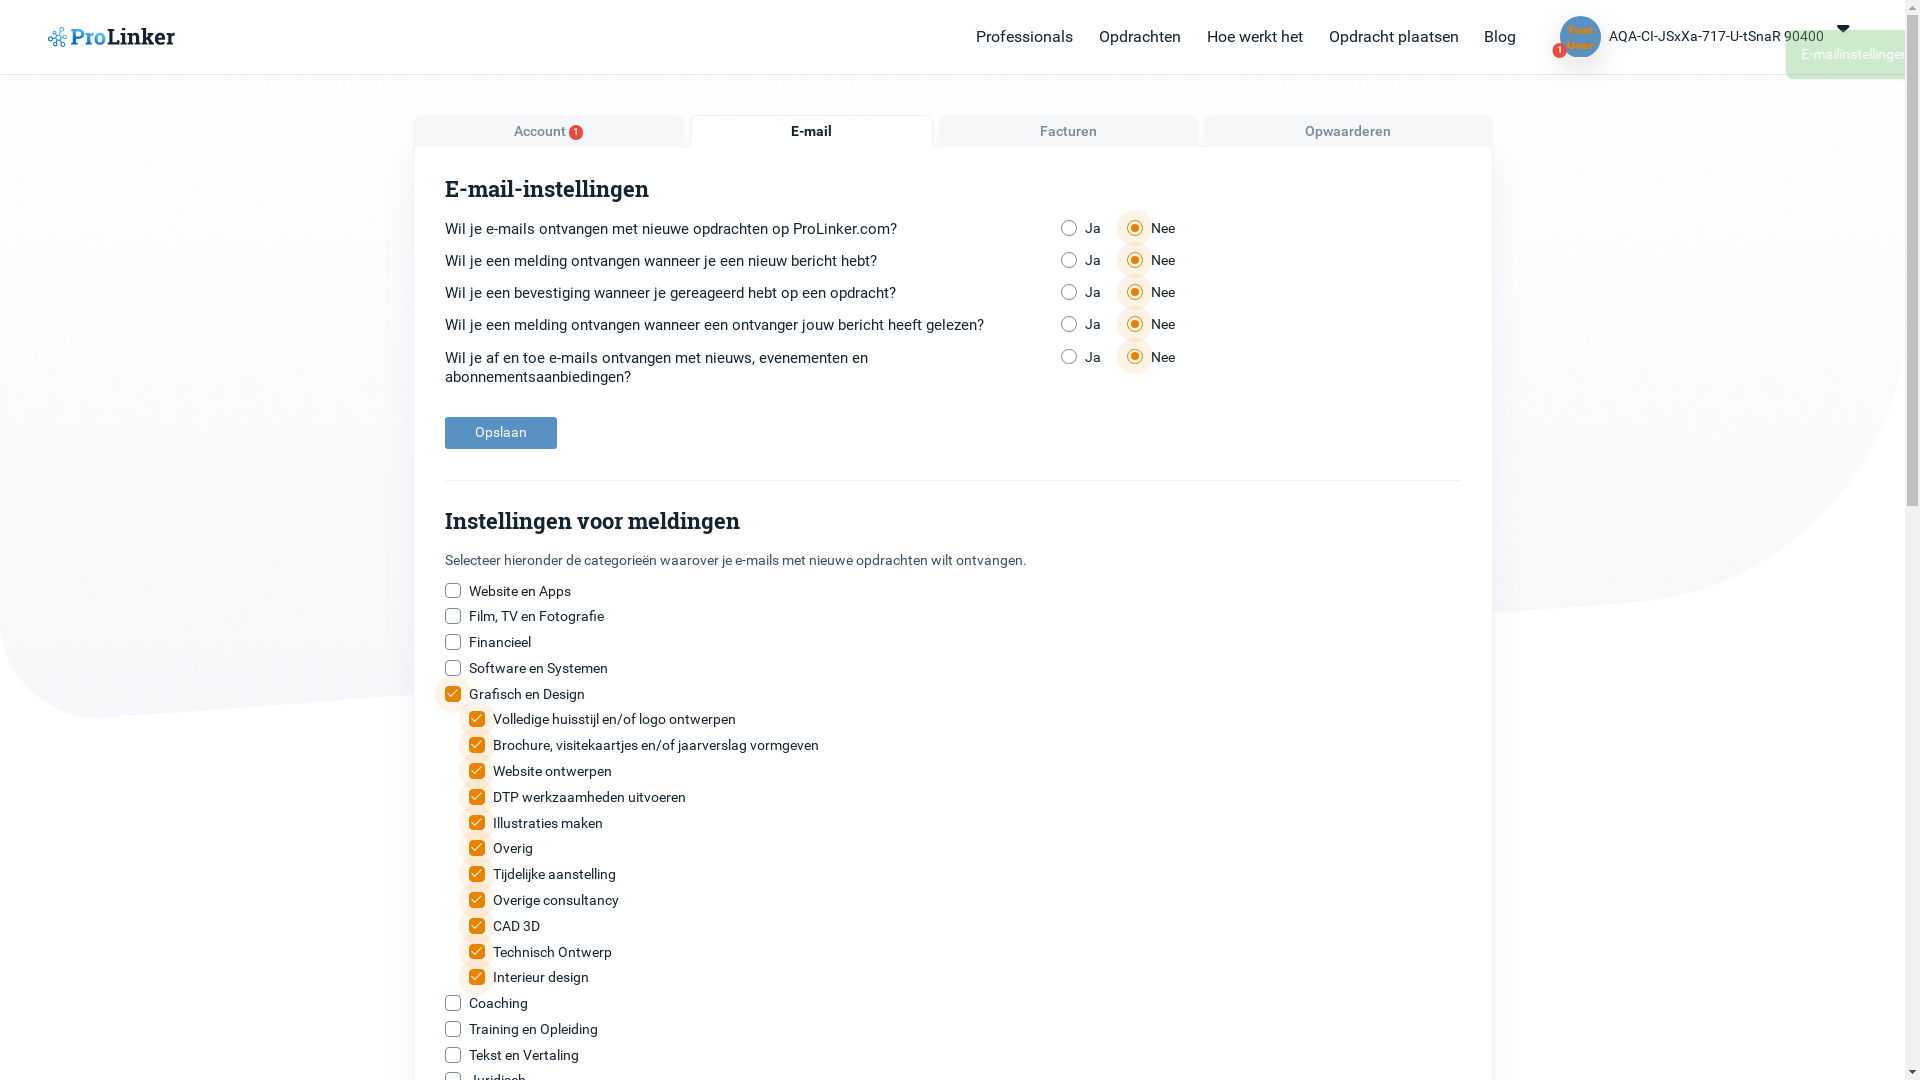 ProLinker
Professionals
Opdrachten
Hoe werkt het
Opdracht plaatsen
Blog
Test
User
1
AQA-CI-JSxXa-717-U-tSnaR 90400
E-mailinstellingen
Account 1
E-mail
Facturen
Opwaarderen
E-mail-instellingen
Wil je e-mails ontvangen met nieuwe opdrachten op ProLinker.com? Ja Nee
Wil je een melding ontvangen wanneer je een nieuw bericht hebt? Ja Nee
Wil je een bevestiging wanneer je gereageerd hebt op een opdracht? Ja Nee
Wil je een melding ontvangen wanneer een ontvanger jouw bericht heeft gelezen? Ja Nee
Wil je af en toe e-mails ontvangen met nieuws, evenementen en Ja Nee
abonnementsaanbiedingen?
Opslaan
Instellingen voor meldingen
Selecteer hieronder de categorieën waarover je e-mails met nieuwe opdrachten wilt ontvangen.
Website en Apps
Film, TV en Fotografie
Financieel
Software en Systemen
Grafisch en Design
Volledige huisstijl en/of logo ontwerpen
Brochure, visitekaartjes en/of jaarverslag vormgeven
Website ontwerpen
DTP werkzaamheden uitvoeren
Illustraties maken
Overig
Tijdelijke aanstelling
Overige consultancy
CAD 3D
Technisch Ontwerp
Interieur design
Coaching
Training en Opleiding
Tekst en Vertaling
Juridisch